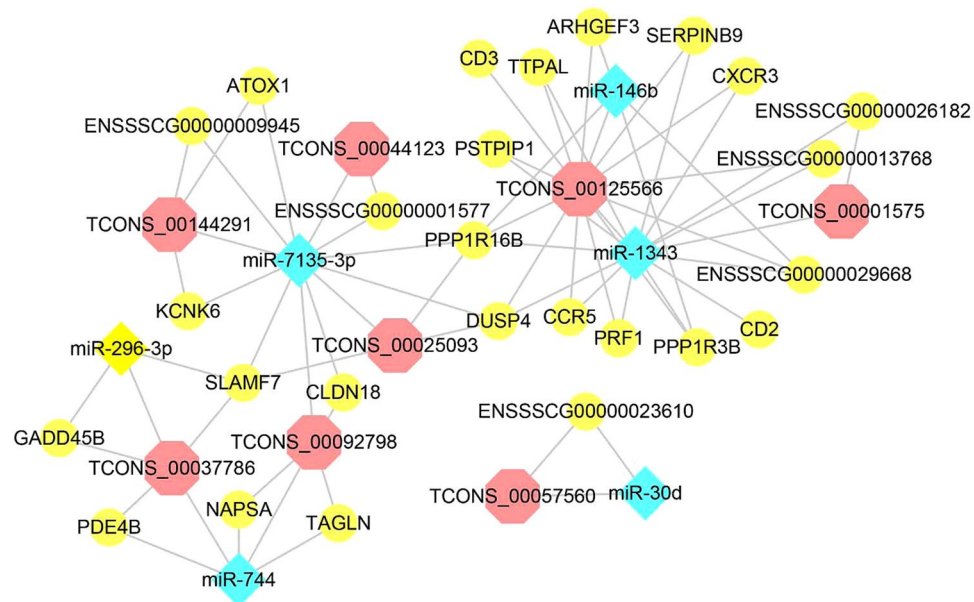 ARHGEF3
SERPINB9
CD3
TTPAL
CXCR3
ATOX1
miR-146b
ENSSSCG00000026182
ENSSSCG00000009945
TCONS_00044123
PSTPIP1
ENSSSCG00000013768
TCONS_00125566
TCONS_00144291
ENSSSCG00000001577
TCONS_00001575
PPP1R16B
miR-7135-3p
miR-1343
ENSSSCG00000029668
KCNK6
DUSP4
CCR5
PRF1
CD2
miR-296-3p
TCONS_00025093
PPP1R3B
SLAMF7
CLDN18
ENSSSCG00000023610
GADD45B
TCONS_00092798
TCONS_00037786
TCONS_00057560
miR-30d
NAPSA
PDE4B
TAGLN
miR-744